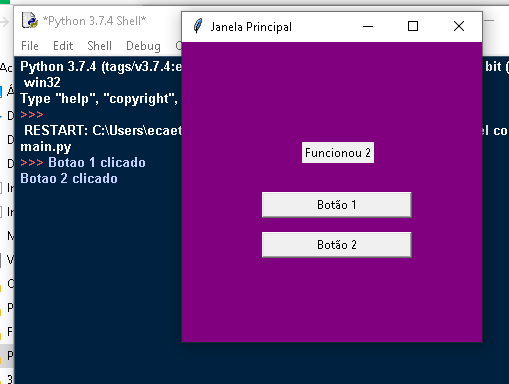 *Python 3.7.4 Shell*
File Edit Shell Debug
Python 3.7.4 (tags/v3.7.4:e
bit (
win32
Type "help", "copyright",
>>>
RESTART: C:\Users\ecaet
el co
main.py
>>> Botao 1 clicado
Botao 2 clicado
Janela Principal
Funcionou 2
Botão 1
Botão 2